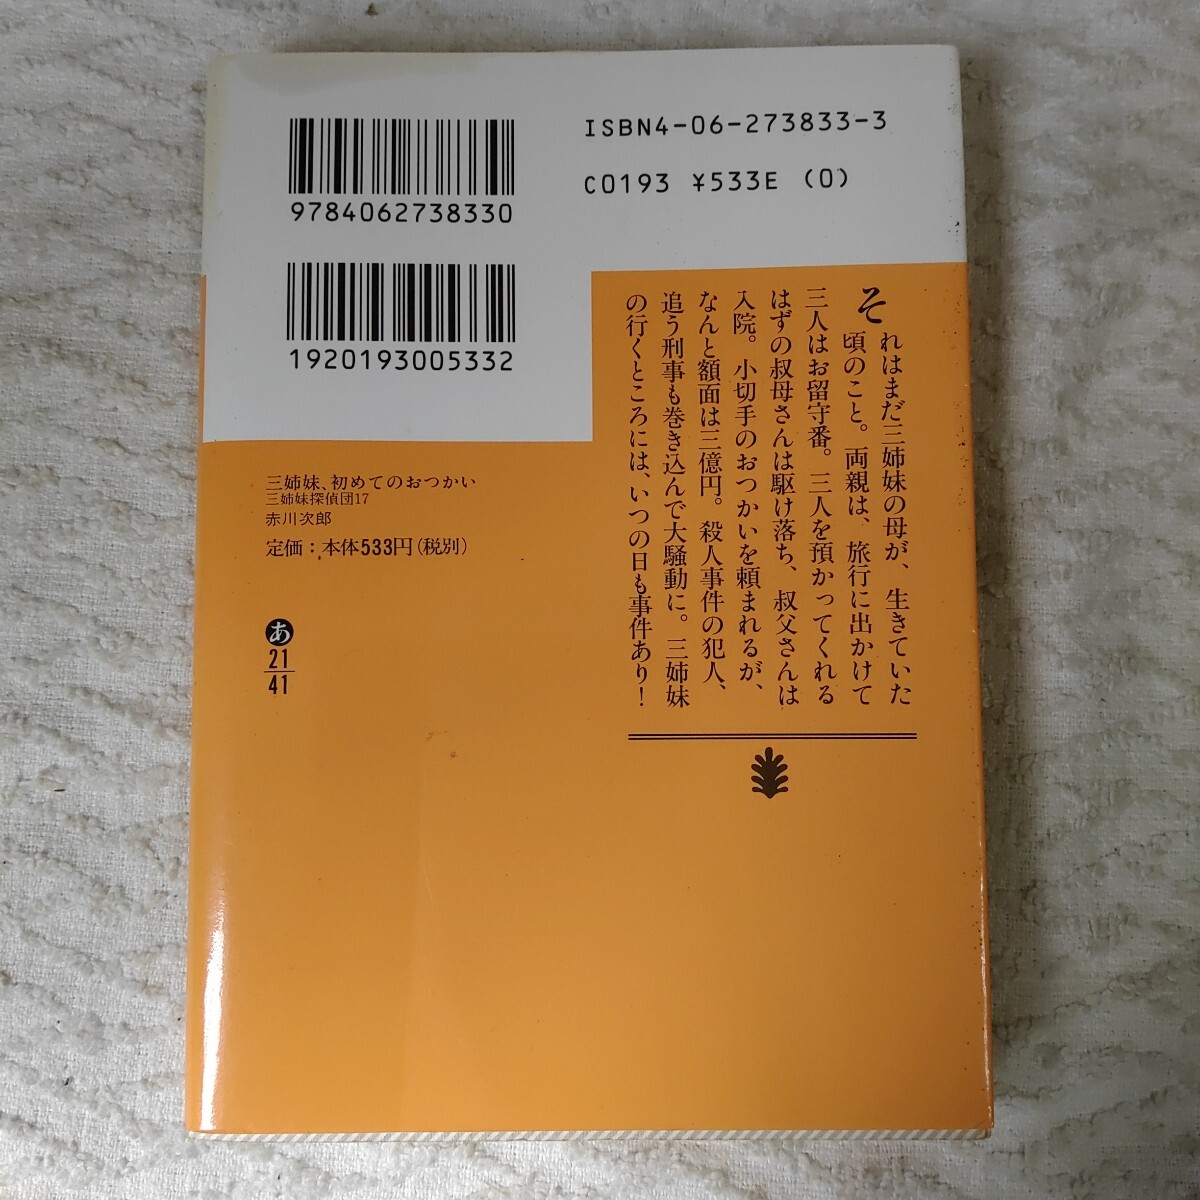 ISBN4-06-273833-3
C0193 ¥533E (0)
9784062738330
1920193005332
それはまだ三姉妹の母が、生きていた
頃のこと。両親は、旅行に出かけて
三人はお留守番。三人を預かってくれる
はずの叔母さんは駆け落ち、叔父さんは
入院。小切手のおつかいを頼まれるが、
なんと額面は三億円。殺人事件の犯人、
追う刑事も巻き込んで大騒動に。三姉妹
の行くところには、いつの日も事件あり！
三姉妹、初めてのおつかい
三姉妹探偵団17
赤川次郎
定価：本体533円(税別)
あ
21
41